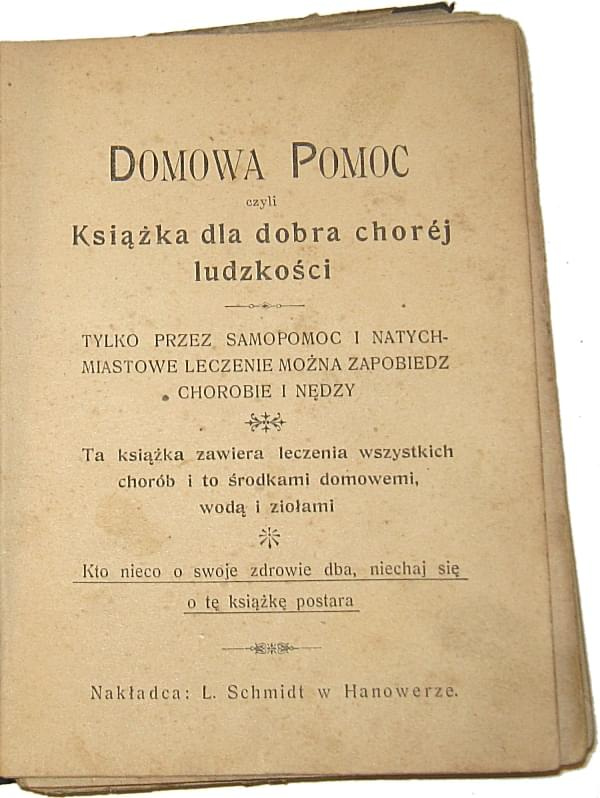 DOMOWA POMOC
czyli
Książka dla dobra choréj
ludzkości
TYLKO PRZEZ SAMOPOMOC I NATYCH-
MIASTOWE LECZENIE MOŻNA ZAPOBIEDZ
CHOROBIE I NĘDZY
Ta książka zawiera leczenia wszystkich
chorób i to środkami domowemi,
wodą i ziołami
Kto nieco o swoje zdrowie dba, niechaj się
o tę książkę postara
Nakładca: L. Schmidt w Hanowerze.